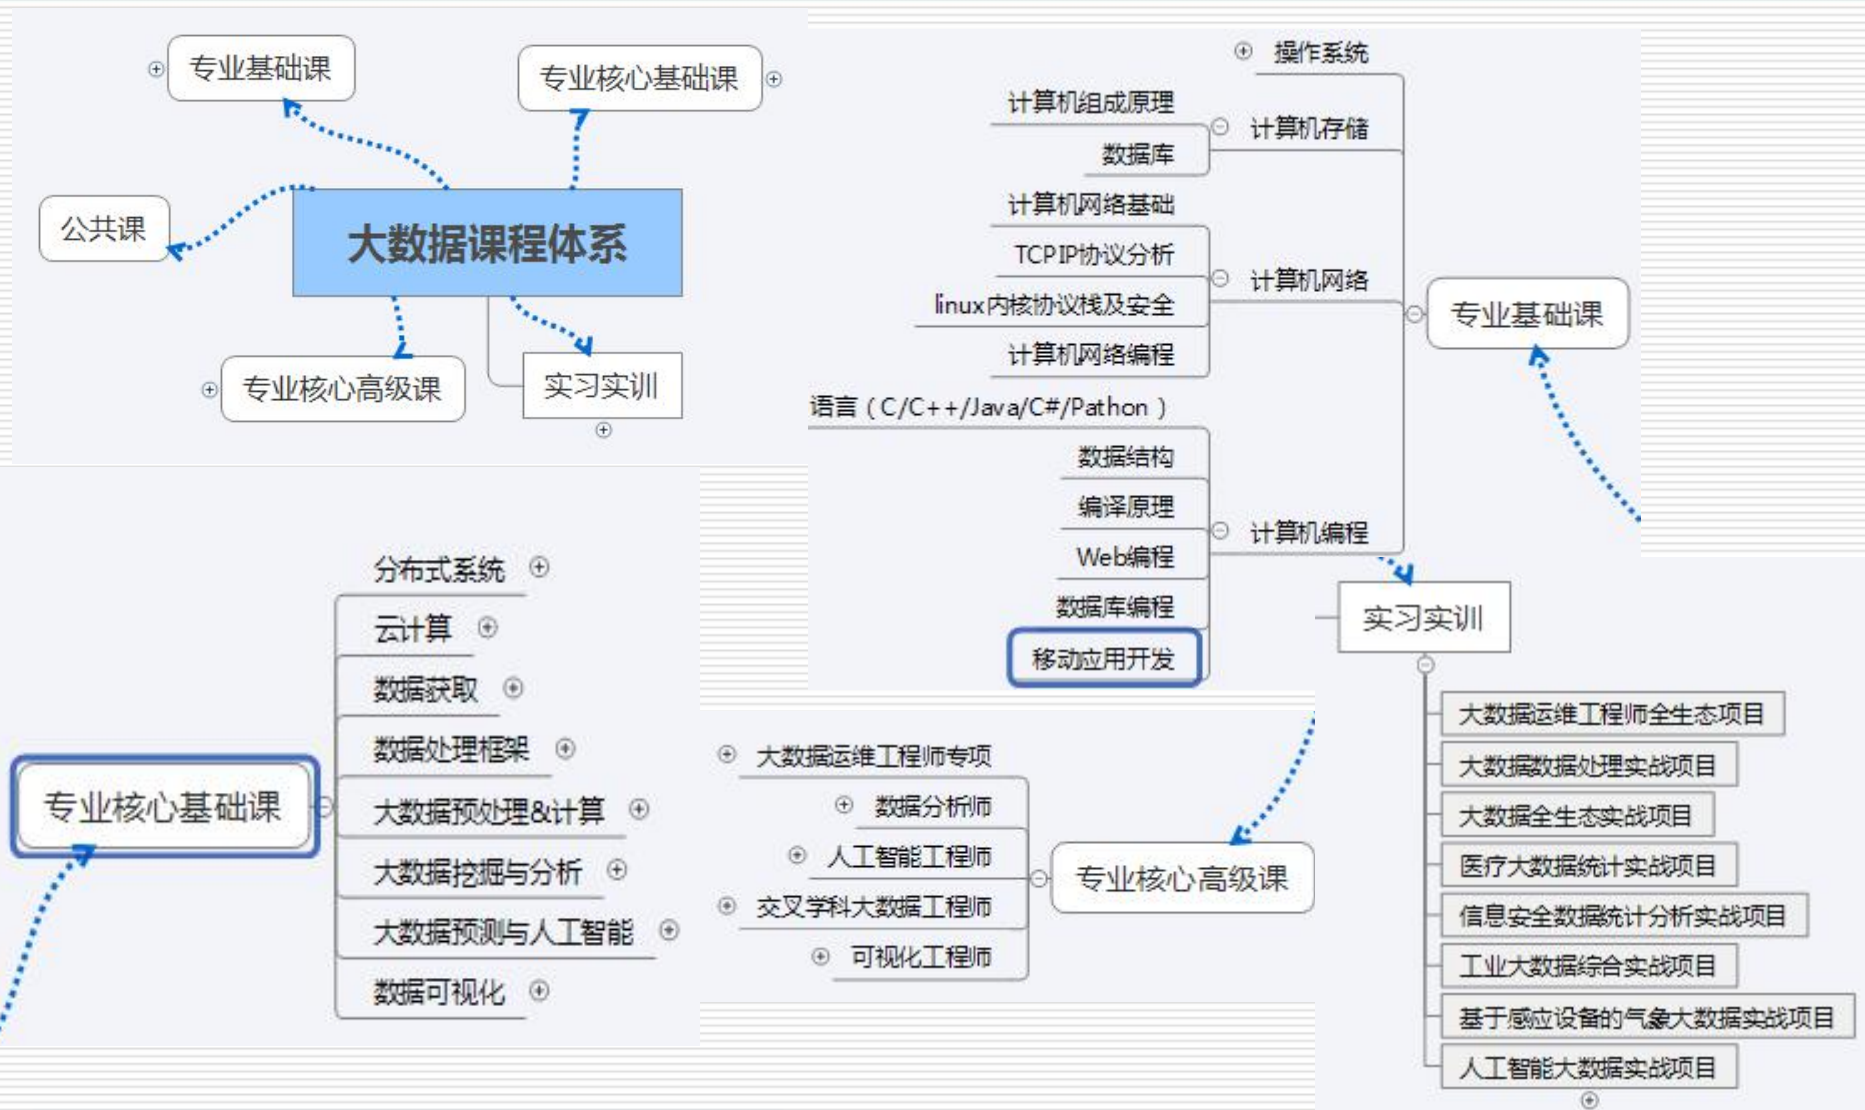 专业基础课
专业核心基础课
公共课
大数据课程体系
专业核心高级课
实习实训
操作系统
计算机组成原理
计算机存储
数据库
计算机网络基础
TCPIP协议分析
计算机网络
linux内核协议栈及安全
计算机网络编程
专业基础课
语言（C/C++/Java/C#/Pathon）
数据结构
编译原理
计算机编程
Web编程
数据库编程
移动应用开发
分布式系统
云计算
数据获取
数据处理框架
专业核心基础课
大数据预处理&计算
大数据挖掘与分析
大数据预测与人工智能
数据可视化
大数据运维工程师专项
数据分析师
人工智能工程师
专业核心高级课
交叉学科大数据工程师
可视化工程师
实习实训
大数据运维工程师全生态项目
大数据数据处理实战项目
大数据全生态实战项目
医疗大数据统计实战项目
信息安全数据统计分析实战项目
工业大数据综合实战项目
基于感应设备的气象大数据实战项目
人工智能大数据实战项目